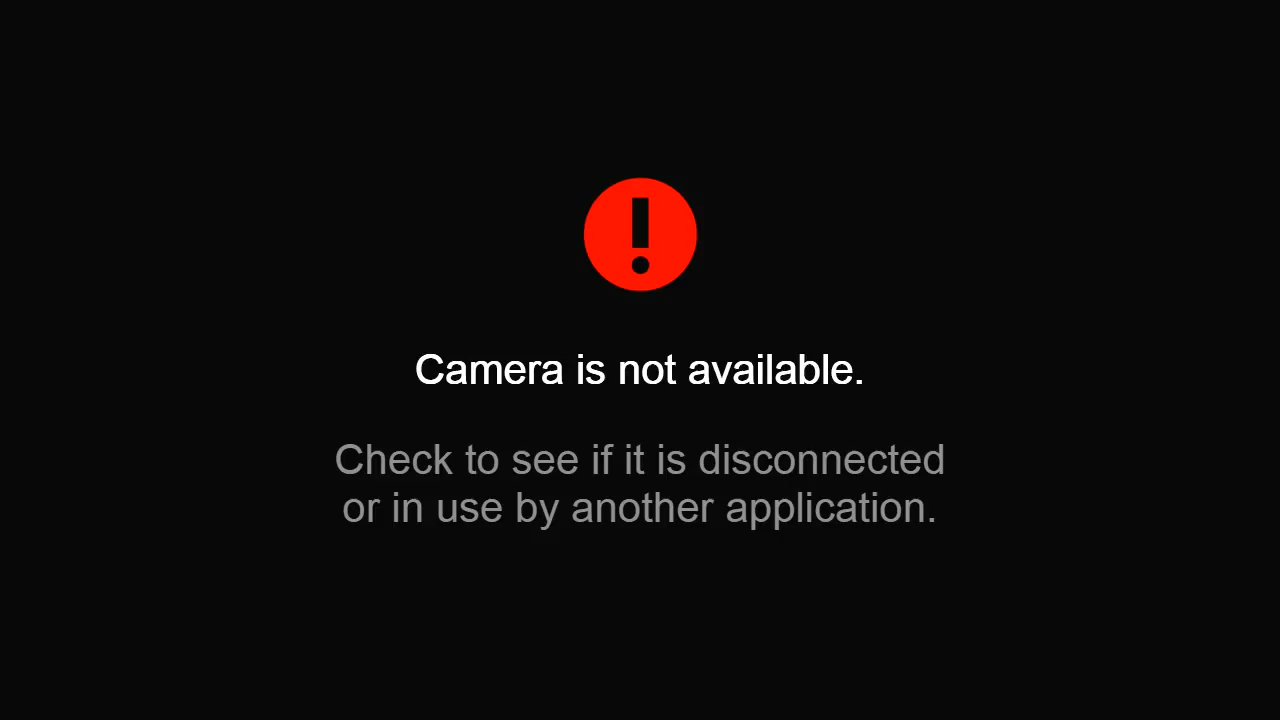 Camera is not available.
Check to see if it is disconnected
or in use by another application.